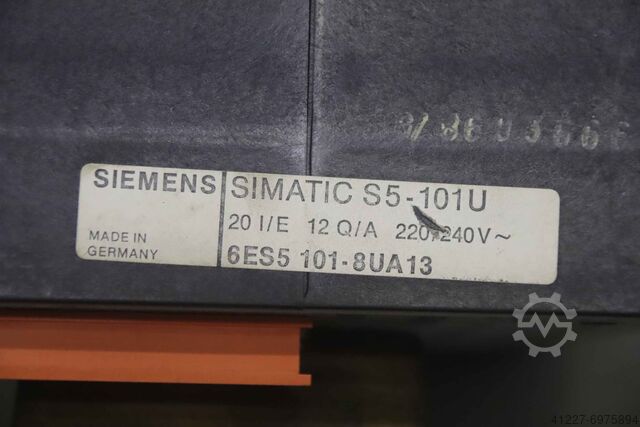 SIEMENS
MADE IN
GERMANY
SIMATIC S5-101U
20 I/E 12 Q/A 220/240V~
6ES5 101-8UA13
41227-6975894